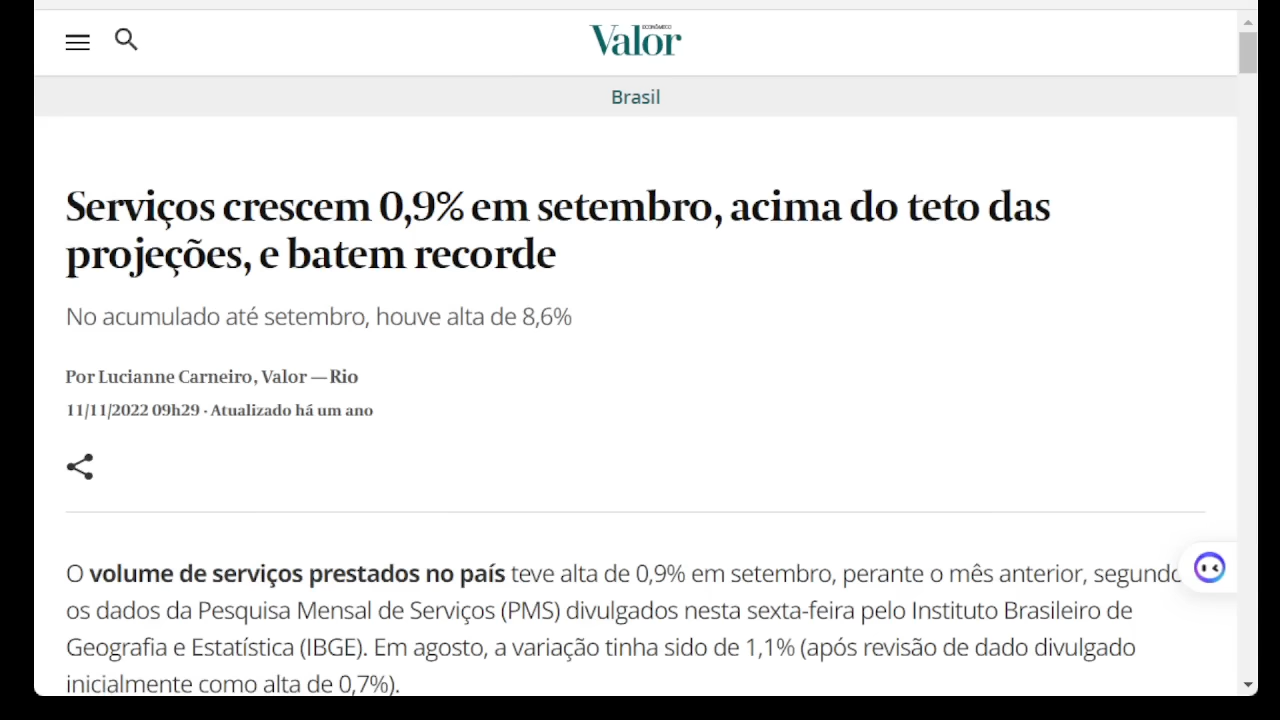 ECONÔMICO
Valor
Brasil
Serviços crescem 0,9% em setembro, acima do teto das
projeções, e batem recorde
No acumulado até setembro, houve alta de 8,6%
Por Lucianne Carneiro, Valor — Rio
11/11/2022 09h29 · Atualizado há um ano
O volume de serviços prestados no país teve alta de 0,9% em setembro, perante o mês anterior, segundo
os dados da Pesquisa Mensal de Serviços (PMS) divulgados nesta sexta-feira pelo Instituto Brasileiro de
Geografia e Estatística (IBGE). Em agosto, a variação tinha sido de 1,1% (após revisão de dado divulgado
inicialmente como alta de 0,7%).